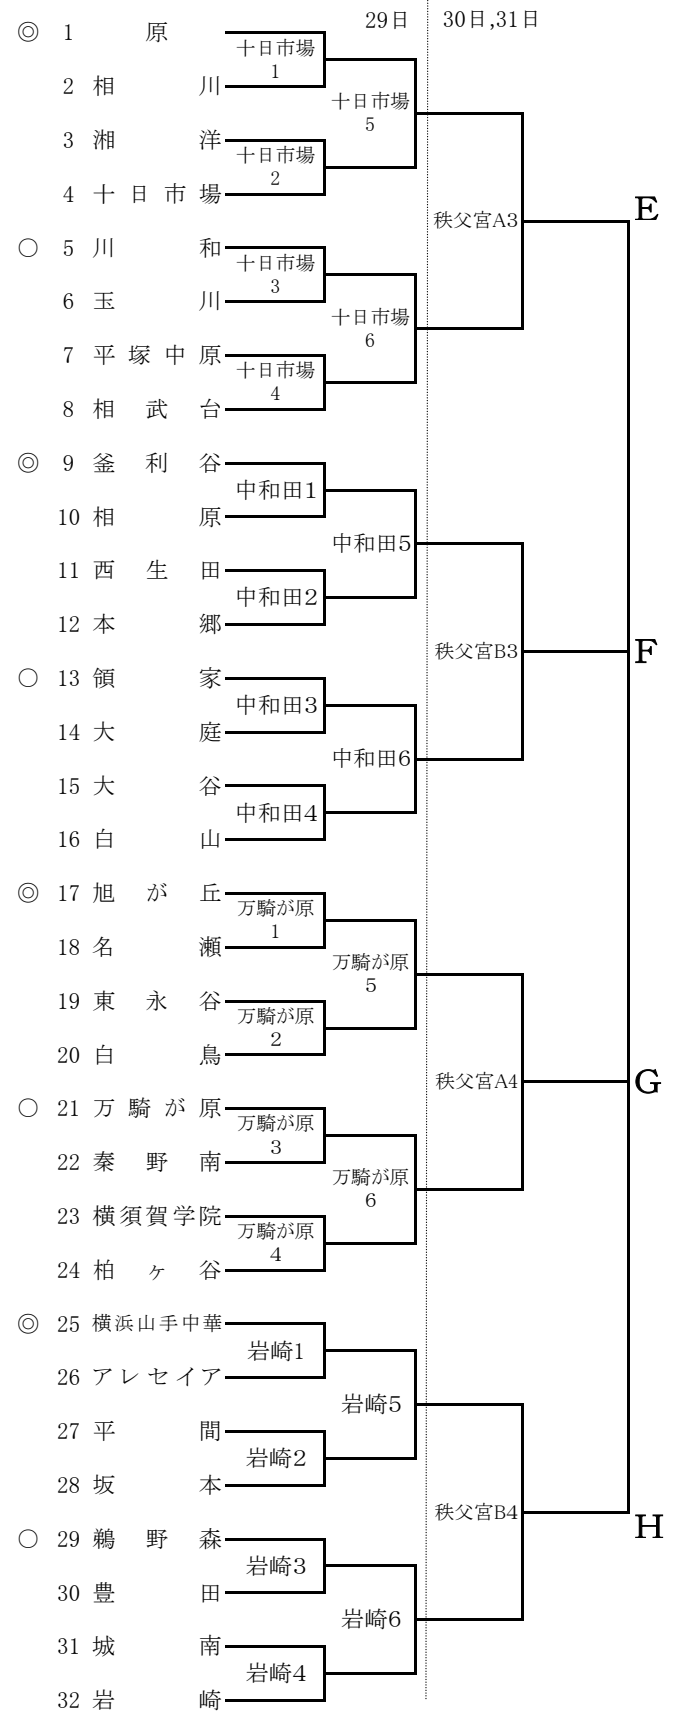 29日 30日,31日
◎ 1 原
十日市場
1
2 相川
十日市場
5
3 湘洋
十日市場
2
4 十日市場
秩父宮A3
E
○ 5 川和
十日市場
3
6 玉川
十日市場
6
7 平塚中原
十日市場
4
8 相武台
◎ 9 釜利谷
中和田1
10 相原
中和田5
11 西生田
中和田2
12 本郷
秩父宮B3
F
○ 13 領家
中和田3
14 大庭
中和田6
15 大谷
中和田4
16 白山
◎ 17 旭が丘
万騎が原
1
18 名瀬
万騎が原
5
19 東永谷
万騎が原
2
20 白鳥
秩父宮A4
G
○ 21 万騎が原
万騎が原
3
22 秦野南
万騎が原
6
23 横須賀学院
万騎が原
4
24 柏ヶ谷
◎ 25 横浜山手中華
岩崎1
26 アレセイア
岩崎5
27 平間
岩崎2
28 坂本
秩父宮B4
H
○ 29 鵜野森
岩崎3
30 豊田
岩崎6
31 城南
岩崎4
32 岩崎